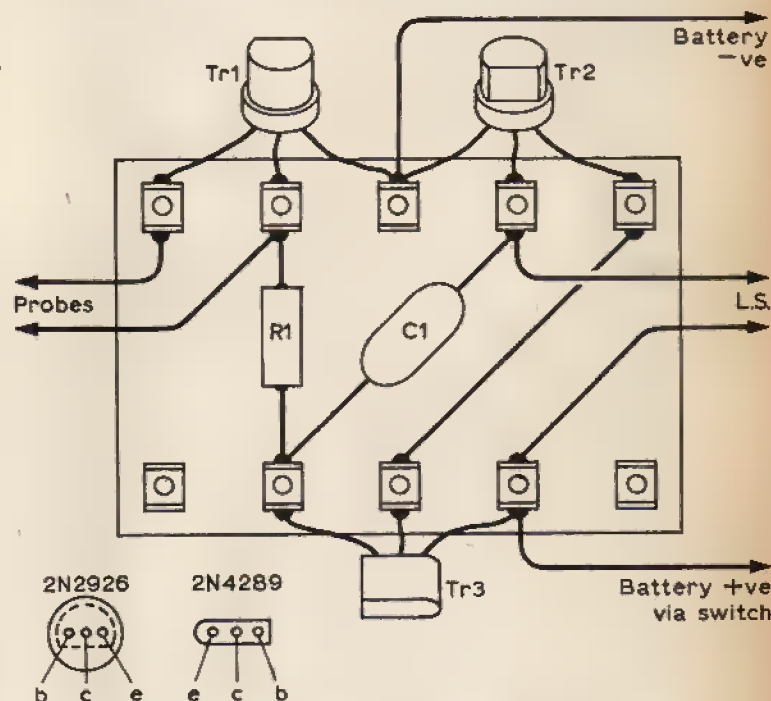 Battery
−ve
Tr1
Tr2
Probes
L.S.
R1
C1
Tr3
Battery +ve
via switch
2N2926
2N4289
b c e
e c b